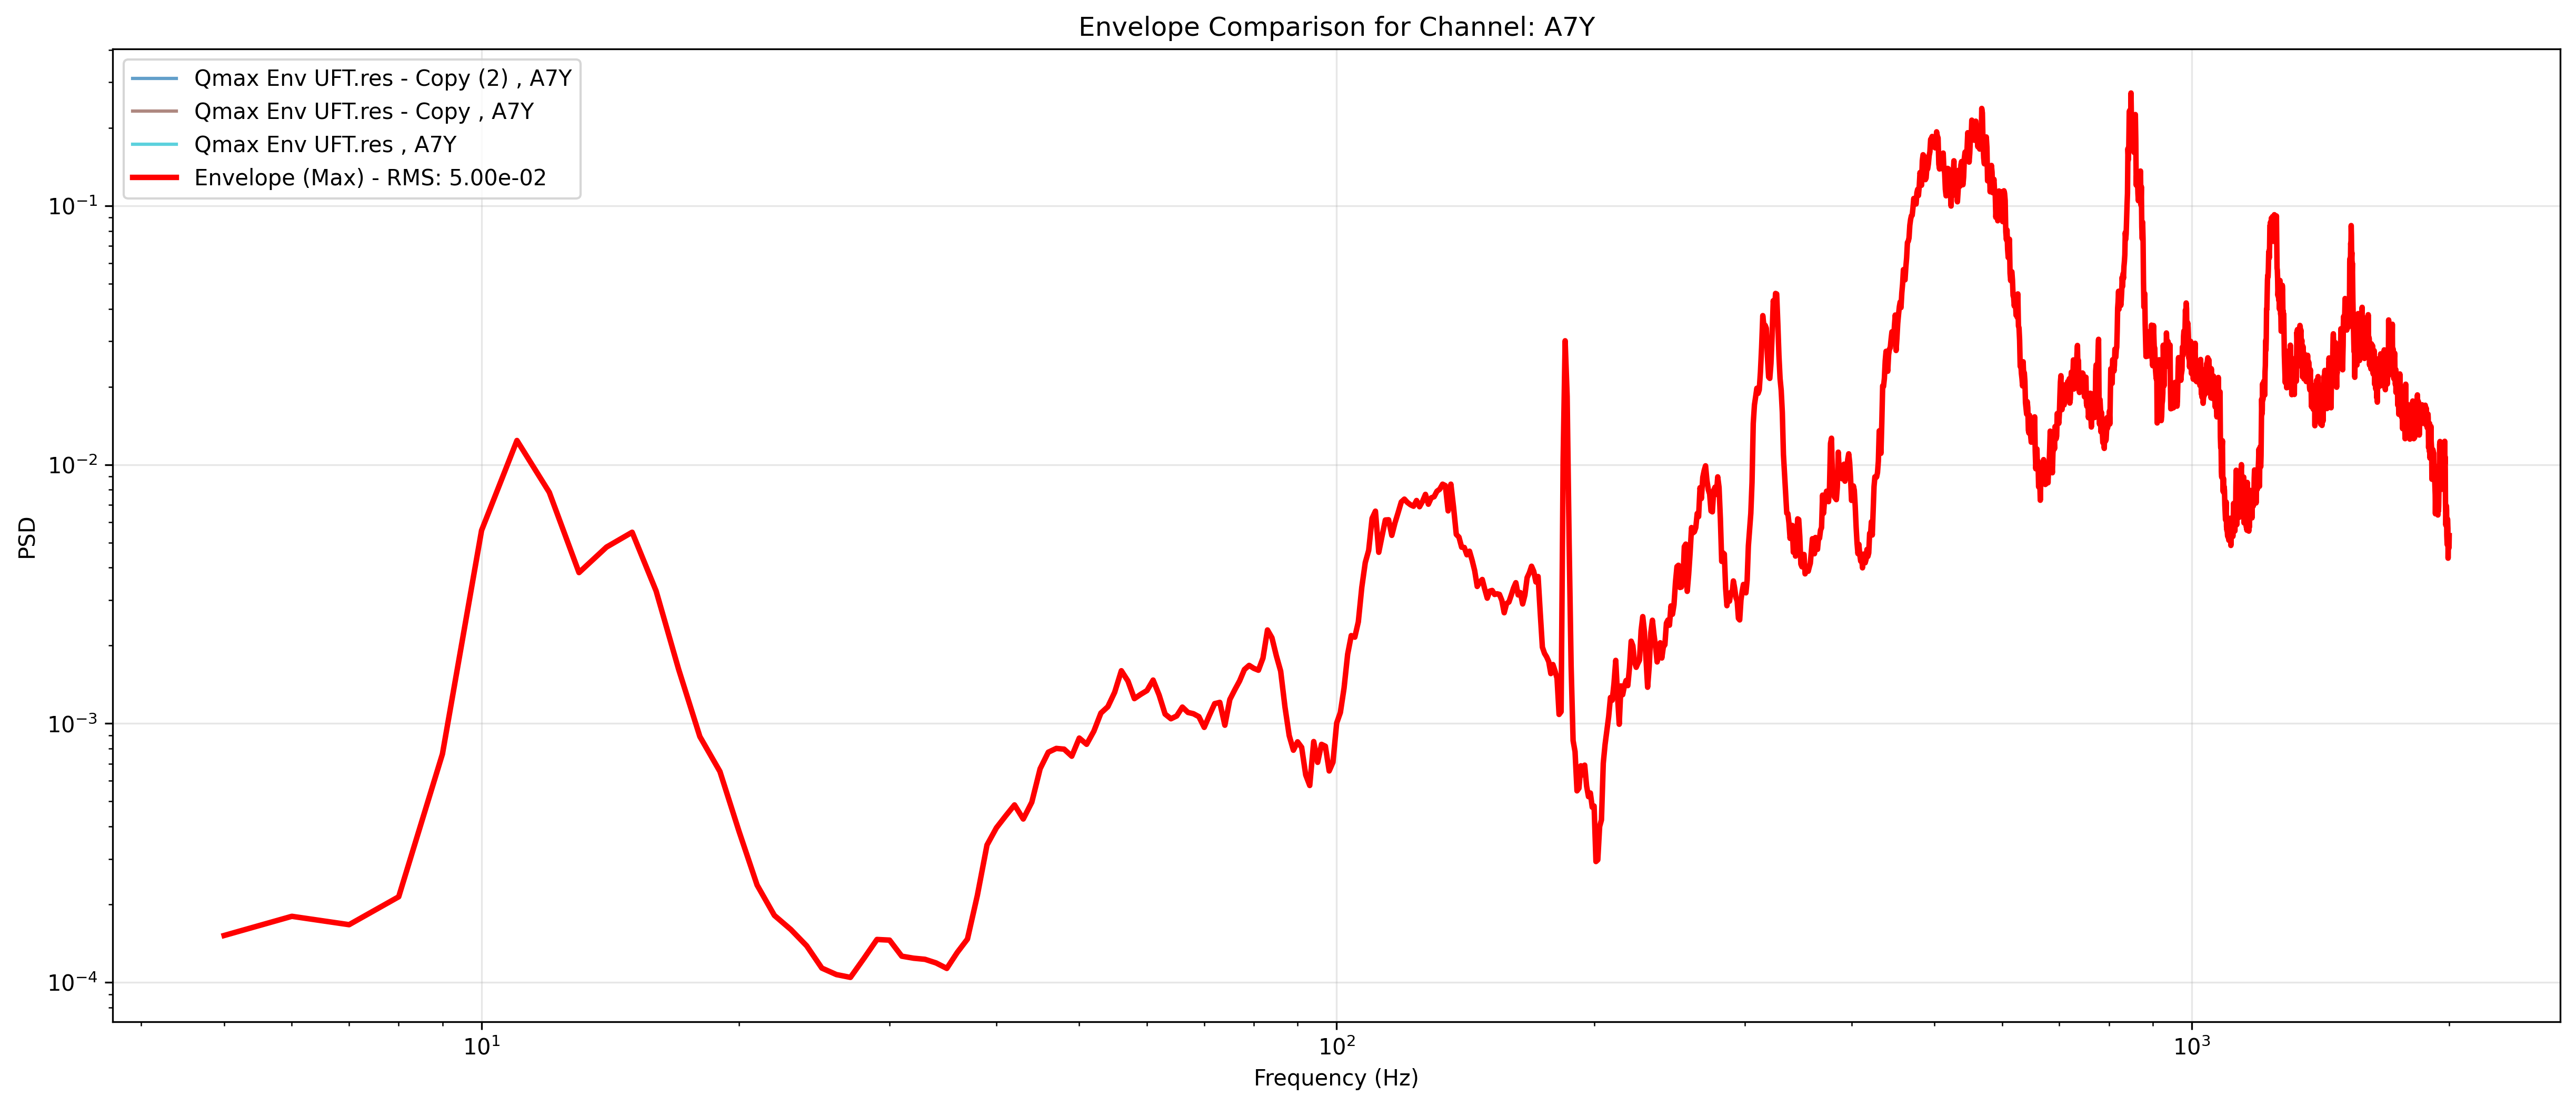 Envelope Comparison for Channel: A7Y
Qmax Env UFT.res - Copy (2) , A7Y
Qmax Env UFT.res - Copy , A7Y
Qmax Env UFT.res , A7Y
Envelope (Max) - RMS: 5.00e-02
10⁻¹
10⁻²
10⁻³
10⁻⁴
PSD
10¹
10²
10³
Frequency (Hz)